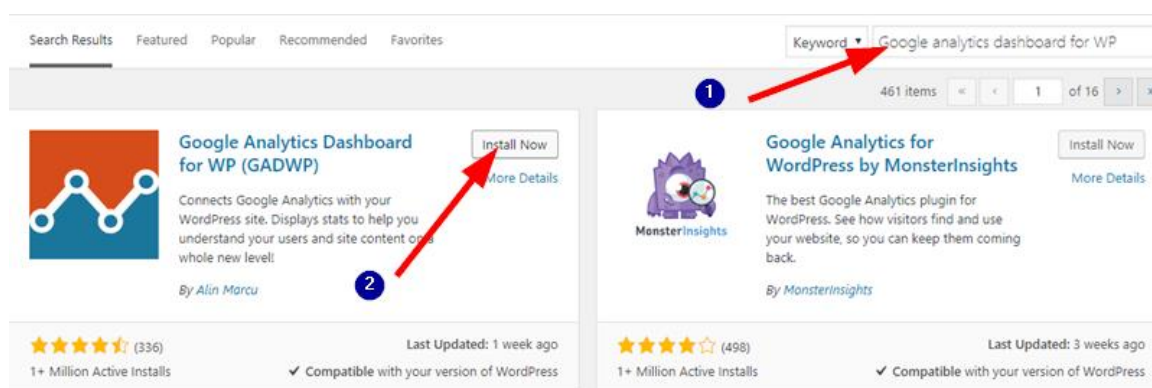 Search Results Featured Popular Recommended Favorites Keyword Google analytics dashboard for WP
1
461 items « ‹ 1 of 16 › »
Google Analytics Dashboard
for WP (GADWP)
Install Now
More Details
Connects Google Analytics with your
WordPress site. Displays stats to help you
understand your users and site content on a
whole new level!
By Alin Marcu
2
(336)
Last Updated: 1 week ago
1+ Million Active Installs
✔ Compatible with your version of WordPress
MonsterInsights
Google Analytics for
WordPress by MonsterInsights
Install Now
More Details
The best Google Analytics plugin for
WordPress. See how visitors find and use
your website, so you can keep them coming
back.
By MonsterInsights
(498)
Last Updated: 3 weeks ago
1+ Million Active Installs
✔ Compatible with your version of WordPress